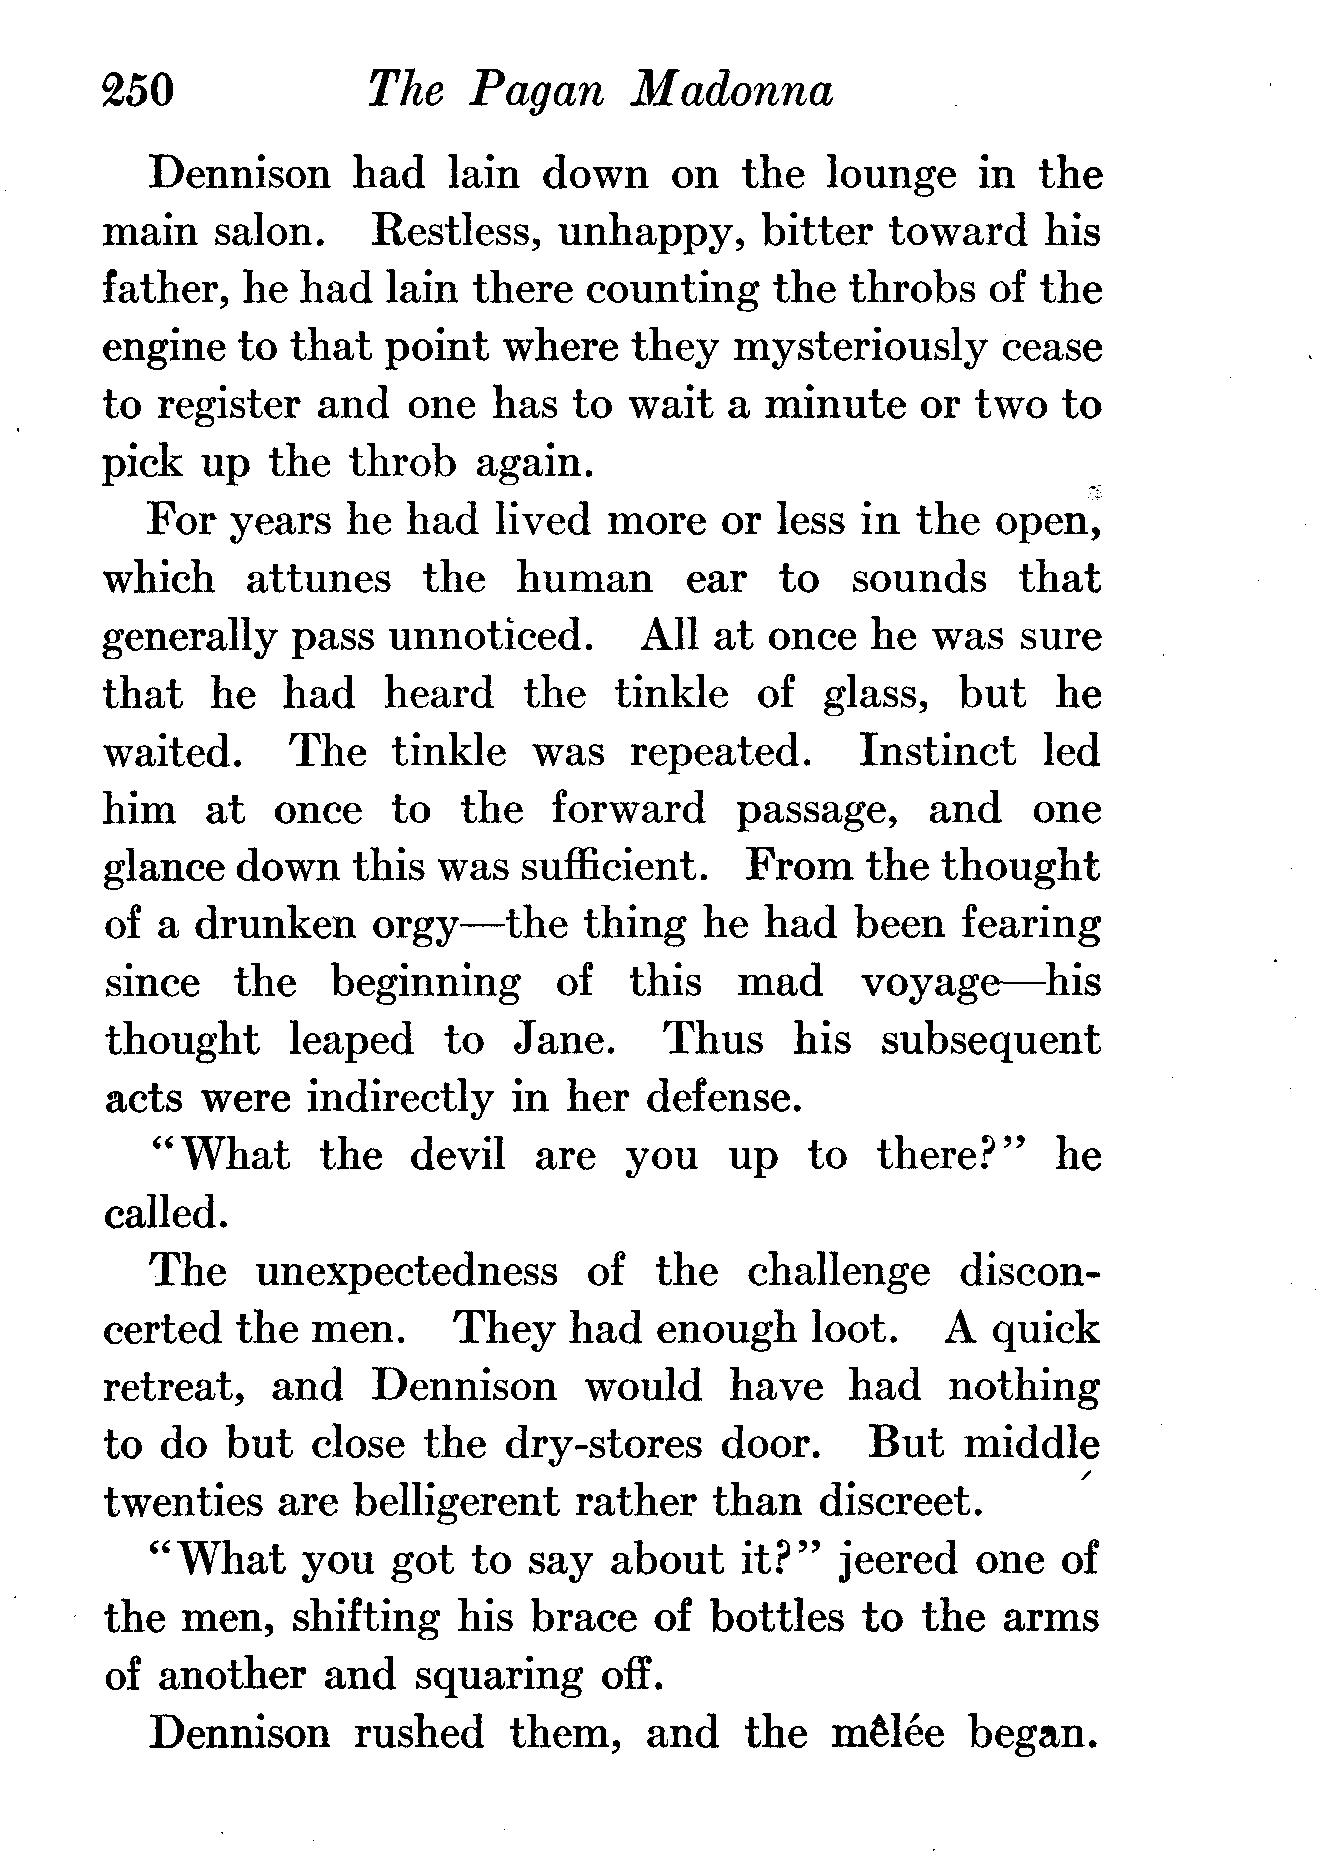 250 The Pagan Madonna
Dennison had lain down on the lounge in the
main salon. Restless, unhappy, bitter toward his
father, he had lain there counting the throbs of the
engine to that point where they mysteriously cease
to register and one has to wait a minute or two to
pick up the throb again.
For years he had lived more or less in the open,
which attunes the human ear to sounds that
generally pass unnoticed. All at once he was sure
that he had heard the tinkle of glass, but he
waited. The tinkle was repeated. Instinct led
him at once to the forward passage, and one
glance down this was sufficient. From the thought
of a drunken orgy—the thing he had been fearing
since the beginning of this mad voyage—his
thought leaped to Jane. Thus his subsequent
acts were indirectly in her defense.
“What the devil are you up to there?” he
called.
The unexpectedness of the challenge discon-
certed the men. They had enough loot. A quick
retreat, and Dennison would have had nothing
to do but close the dry-stores door. But middle
twenties are belligerent rather than discreet.
“What you got to say about it?” jeered one of
the men, shifting his brace of bottles to the arms
of another and squaring off.
Dennison rushed them, and the mêlée began.